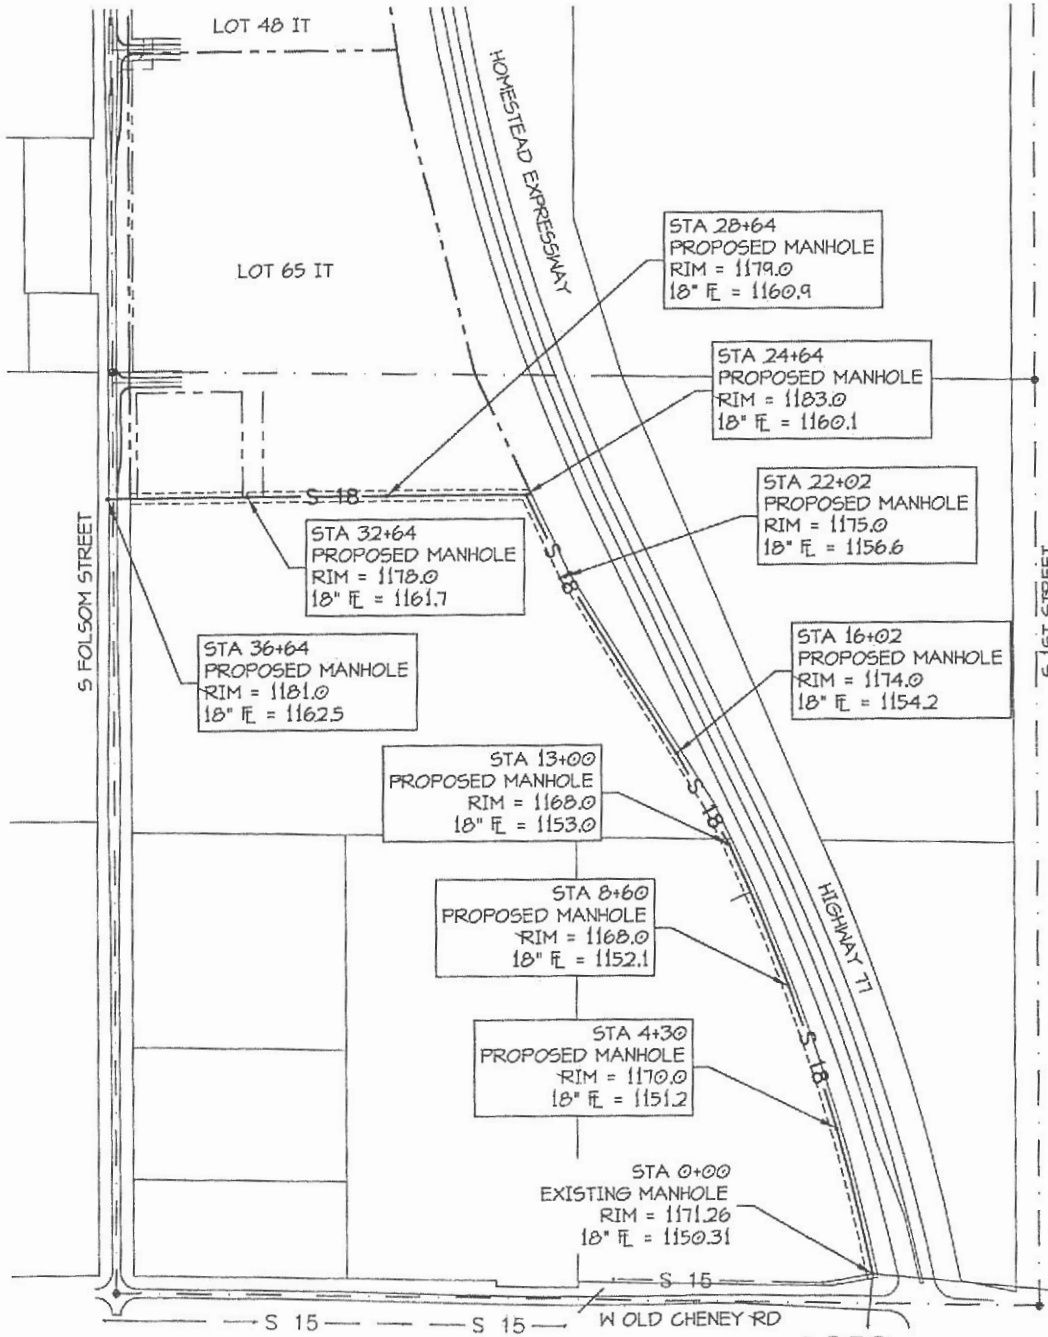 LOT 48 IT
HOMESTEAD EXPRESSWAY
LOT 65 IT
STA 28+64
PROPOSED MANHOLE
RIM = 1179.0
18" FL = 1160.9
STA 24+64
PROPOSED MANHOLE
RIM = 1183.0
18" FL = 1160.1
STA 22+02
PROPOSED MANHOLE
RIM = 1175.0
18" FL = 1156.6
S 18
STA 32+64
PROPOSED MANHOLE
RIM = 1178.0
18" FL = 1161.7
S 18
S FOLSOM STREET
S 1ST STREET
STA 36+64
PROPOSED MANHOLE
RIM = 1181.0
18" FL = 1162.5
STA 16+02
PROPOSED MANHOLE
RIM = 1174.0
18" FL = 1154.2
STA 13+00
PROPOSED MANHOLE
RIM = 1168.0
18" FL = 1153.0
S 18
STA 8+60
PROPOSED MANHOLE
RIM = 1168.0
18" FL = 1152.1
HIGHWAY 77
STA 4+30
PROPOSED MANHOLE
RIM = 1170.0
18" FL = 1151.2
S 18
STA 0+00
EXISTING MANHOLE
RIM = 1171.26
18" FL = 1150.31
S 15
S 15
S 15
W OLD CHENEY RD